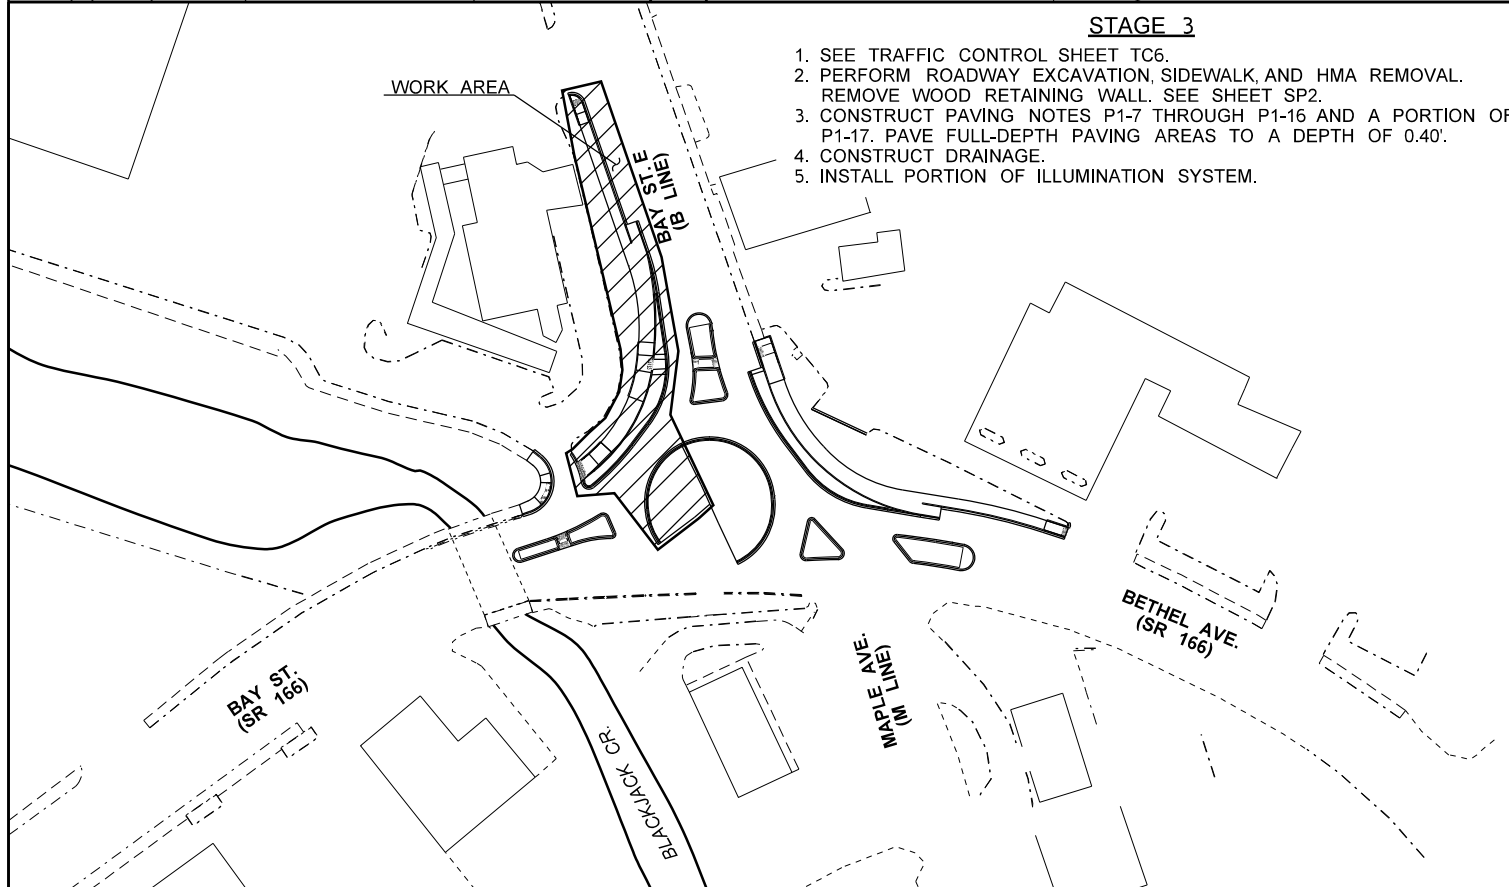 STAGE 3
1. SEE TRAFFIC CONTROL SHEET TC6.
2. PERFORM ROADWAY EXCAVATION, SIDEWALK, AND HMA REMOVAL.
REMOVE WOOD RETAINING WALL. SEE SHEET SP2.
3. CONSTRUCT PAVING NOTES P1-7 THROUGH P1-16 AND A PORTION OF
P1-17. PAVE FULL-DEPTH PAVING AREAS TO A DEPTH OF 0.40'.
4. CONSTRUCT DRAINAGE.
5. INSTALL PORTION OF ILLUMINATION SYSTEM.
WORK AREA
BAY ST. E
(B LINE)
BETHEL AVE.
(SR 166)
MAPLE AVE.
(M LINE)
BAY ST.
(SR 166)
BLACKJACK CR.